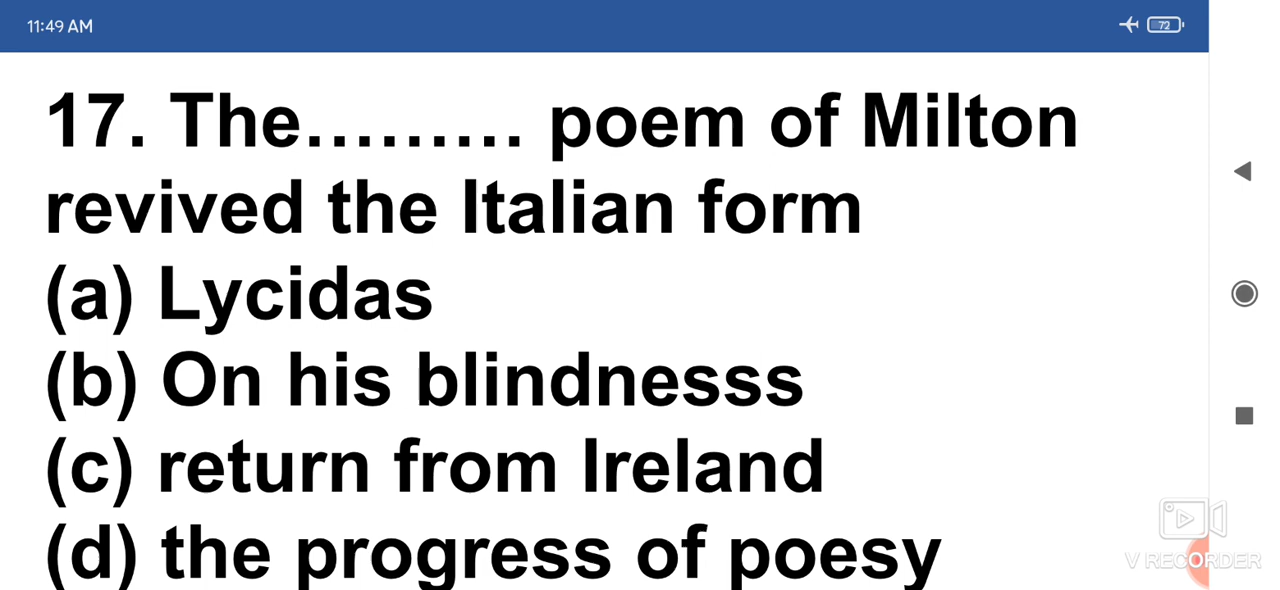 11:49 AM
72
17. The......... poem of Milton
revived the Italian form
(a) Lycidas
(b) On his blindnesss
(c) return from Ireland
(d) the progress of poesy
V RECORDER